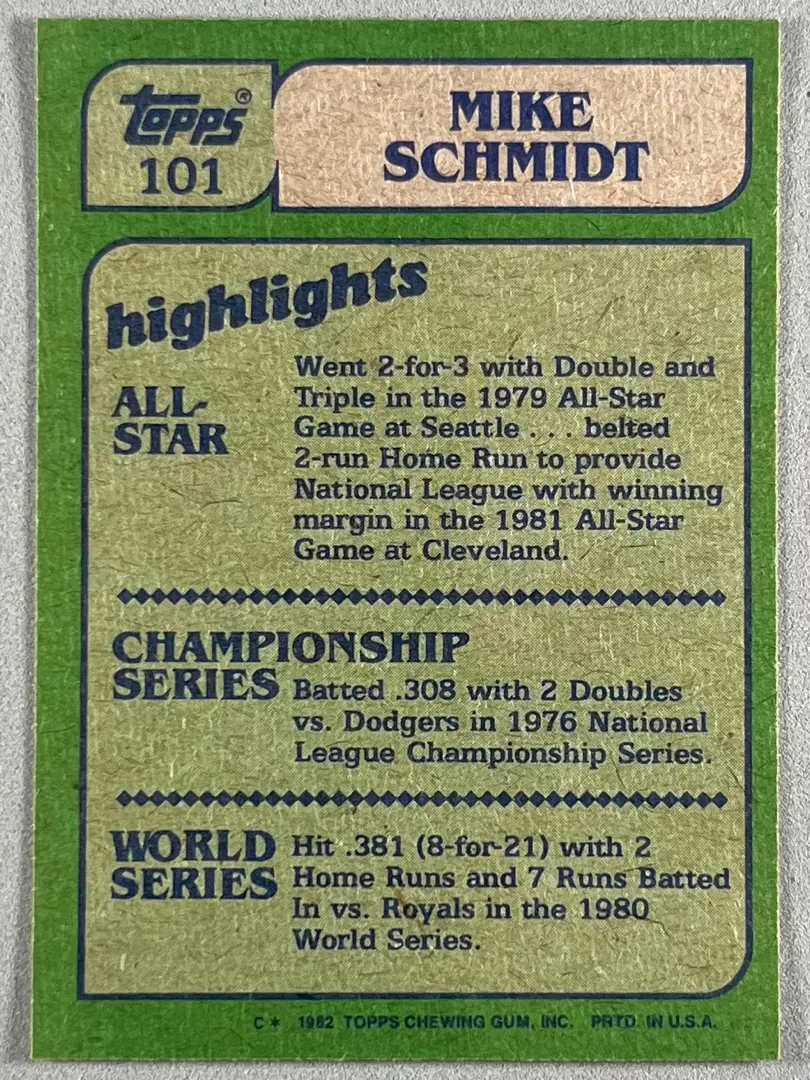 Topps®
101
MIKE
SCHMIDT
highlights
ALL-
STAR
Went 2-for-3 with Double and
Triple in the 1979 All-Star
Game at Seattle . . . belted
2-run Home Run to provide
National League with winning
margin in the 1981 All-Star
Game at Cleveland.
CHAMPIONSHIP
SERIES
Batted .308 with 2 Doubles
vs. Dodgers in 1976 National
League Championship Series.
WORLD
SERIES
Hit .381 (8-for-21) with 2
Home Runs and 7 Runs Batted
In vs. Royals in the 1980
World Series.
C* 1982 TOPPS CHEWING GUM, INC. PRTD. IN U.S.A.